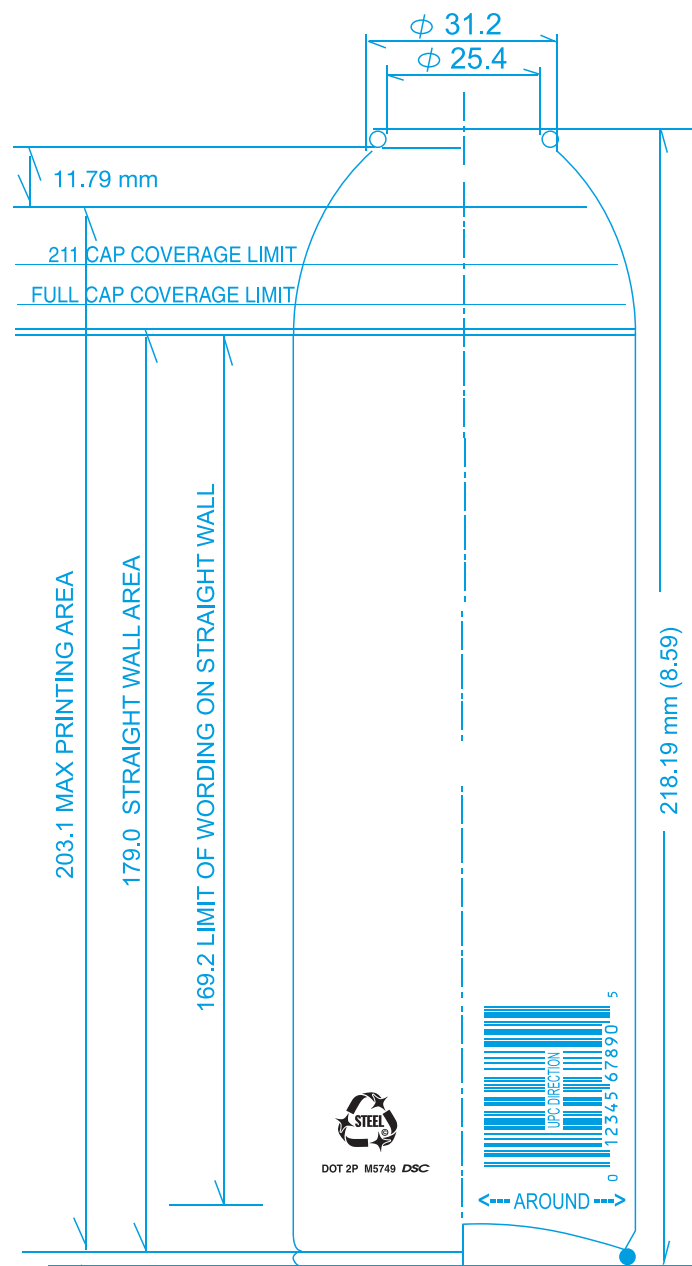 ϕ 31.2
ϕ 25.4
11.79 mm
211 CAP COVERAGE LIMIT
FULL CAP COVERAGE LIMIT
203.1 MAX PRINTING AREA
179.0 STRAIGHT WALL AREA
169.2 LIMIT OF WORDING ON STRAIGHT WALL
218.19 mm (8.59)
STEEL
©
DOT 2P M5749 DSC
UPC DIRECTION
0 12345 67890 5
<--- AROUND --->